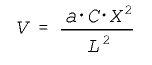 V = a·C·X² / L²